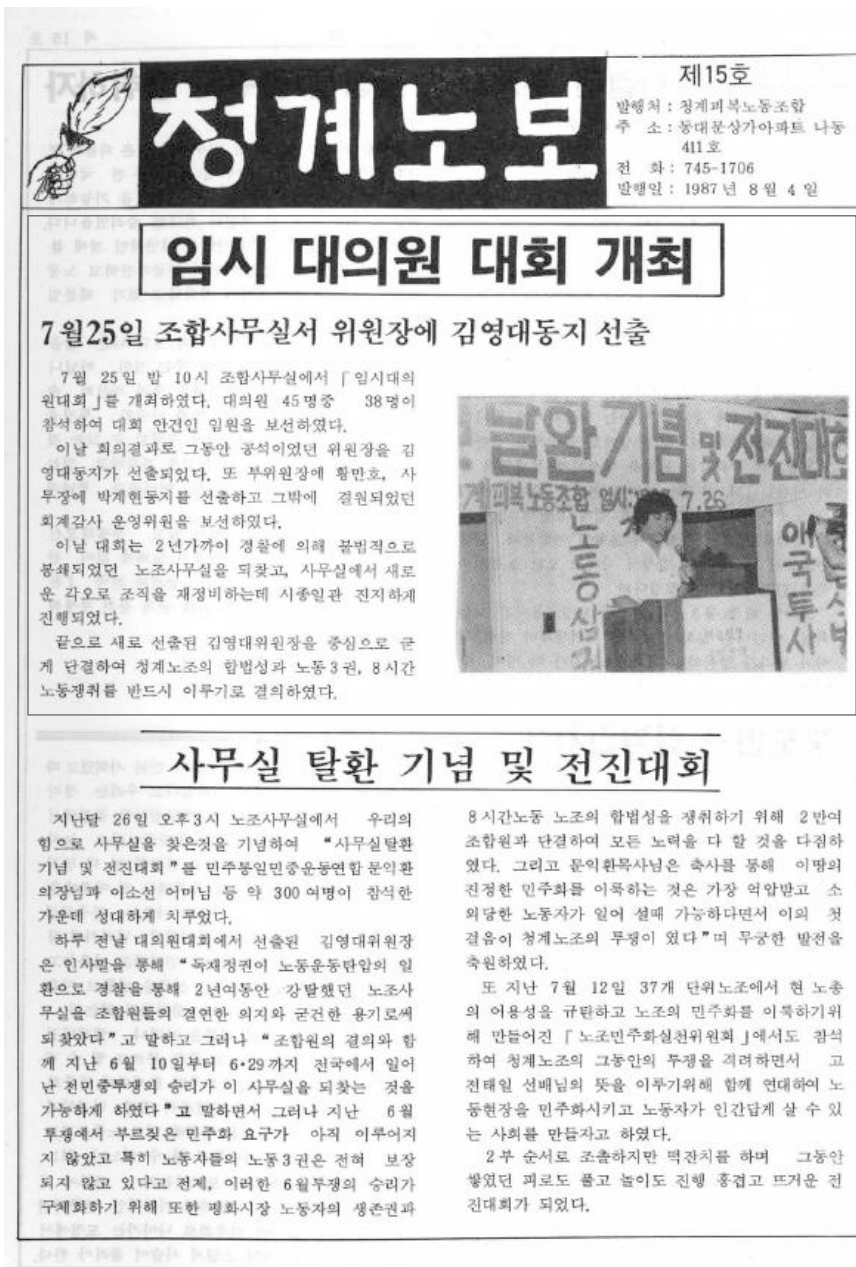 청계노보
제15호
발행처 : 청계피복노동조합
주 소 : 동대문상가아파트 나동
411호
전 화 : 745-1706
발행일 : 1987년 8월 4일
임시 대의원 대회 개최
7월25일 조합사무실서 위원장에 김영대동지 선출
7월 25일 밤 10시 조합사무실에서 「임시대의
원대회」를 개최하였다. 대의원 45명중 38명이
참석하여 대회 안건인 임원을 보선하였다.
이날 회의결과로 그동안 공석이었던 위원장을 김
영대동지가 선출되었다. 또 부위원장에 황만호, 사
무장에 박계현동지를 선출하고 그밖에 결원되었던
회계감사 운영위원을 보선하였다.
이날 대회는 2년가까이 경찰에 의해 불법적으로
봉쇄되었던 노조사무실을 되찾고, 사무실에서 새로
운 각오로 조직을 재정비하는데 시종일관 진지하게
진행되었다.
끝으로 새로 선출된 김영대위원장을 중심으로 굳
게 단결하여 청계노조의 합법성과 노동3권, 8시간
노동쟁취를 반드시 이루기로 결의하였다.
날완기념 및 전진대회
계피복노동조합 일시: 7.26
노동삼권
애국투사
사무실 탈환 기념 및 전진대회
지난달 26일 오후3시 노조사무실에서 우리의
힘으로 사무실을 찾은것을 기념하여 “사무실탈환
기념 및 전진대회”를 민주통일민중운동연합 문익환
의장님과 이소선 어머님 등 약 300여명이 참석한
가운데 성대하게 치루었다.
하루 전날 대의원대회에서 선출된 김영대위원장
은 인사말을 통해 “독재정권이 노동운동탄압의 일
환으로 경찰을 통해 2년여동안 강탈했던 노조사
무실을 조합원들의 결연한 의지와 굳건한 용기로써
되찾았다”고 말하고 그러나 “조합원의 결의와 함
께 지난 6월 10일부터 6·29까지 전국에서 일어
난 전민중투쟁의 승리가 이 사무실을 되찾는 것을
가능하게 하였다”고 말하면서 그러나 지난 6월
투쟁에서 부르짖은 민주화 요구가 아직 이루어지
지 않았고 특히 노동자들의 노동3권은 전혀 보장
되지 않고 있다고 전제, 이러한 6월투쟁의 승리가
구체화하기 위해 또한 평화시장 노동자의 생존권과
8시간노동 노조의 합법성을 쟁취하기 위해 2만여
조합원과 단결하여 모든 노력을 다 할 것을 다짐하
였다. 그리고 문익환목사님은 축사를 통해 이땅의
진정한 민주화를 이룩하는 것은 가장 억압받고 소
외당한 노동자가 일어 설때 가능하다면서 이의 첫
걸음이 청계노조의 투쟁이 였다”며 무궁한 발전을
축원하였다.
또 지난 7월 12일 37개 단위노조에서 현 노총
의 어용성을 규탄하고 노조의 민주화를 이룩하기위
해 만들어진 「노조민주화실천위원회」에서도 참석
하여 청계노조의 그동안의 투쟁을 격려하면서 고
전태일 선배님의 뜻을 이루기위해 함께 연대하여 노
동현장을 민주화시키고 노동자가 인간답게 살 수 있
는 사회를 만들자고 하였다.
2부 순서로 조촐하지만 떡잔치를 하며 그동안
쌓였던 피로도 풀고 놀이도 진행 흥겹고 뜨거운 전
진대회가 되었다.